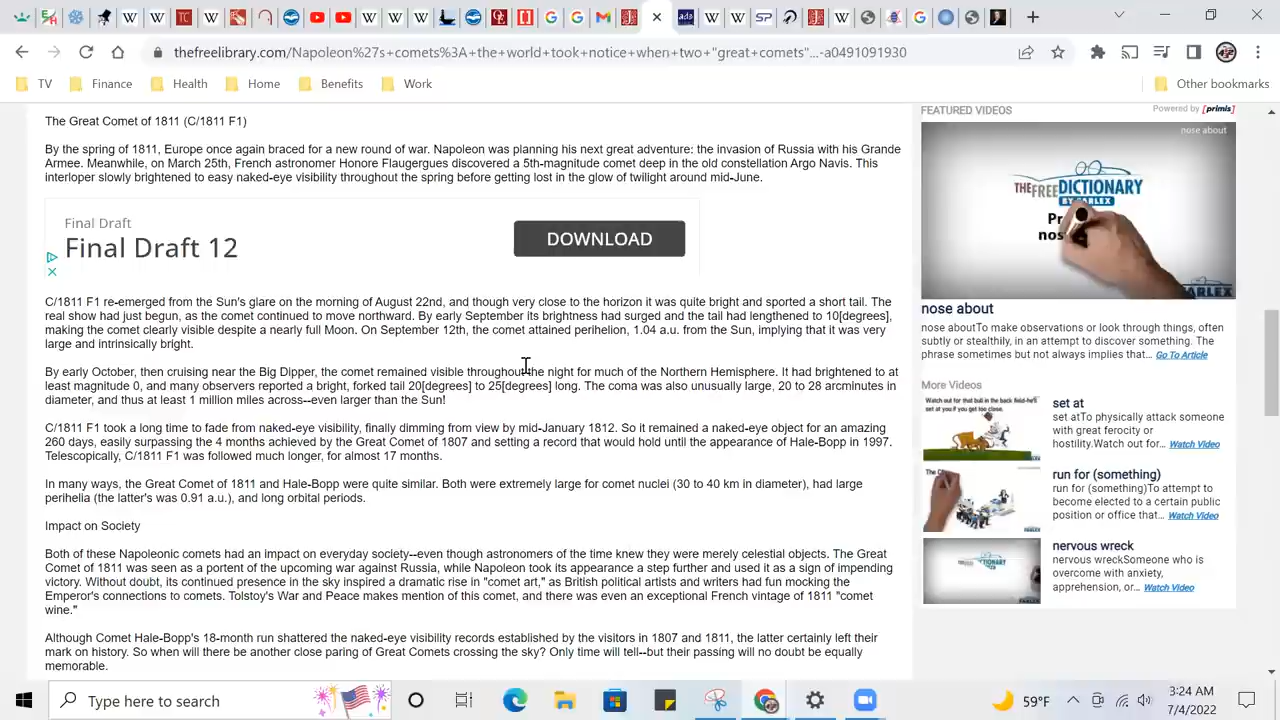 thefreelibrary.com/Napoleon%27s+comets%3A+the+world+took+notice+when+two+"great+comets"...-a0491091930
TV Finance Health Home Benefits Work Other bookmarks
The Great Comet of 1811 (C/1811 F1)
By the spring of 1811, Europe once again braced for a new round of war. Napoleon was planning his next great adventure: the invasion of Russia with his Grande
Armee. Meanwhile, on March 25th, French astronomer Honore Flaugergues discovered a 5th-magnitude comet deep in the old constellation Argo Navis. This
interloper slowly brightened to easy naked-eye visibility throughout the spring before getting lost in the glow of twilight around mid-June.
Final Draft
Final Draft 12
DOWNLOAD
C/1811 F1 re-emerged from the Sun's glare on the morning of August 22nd, and though very close to the horizon it was quite bright and sported a short tail. The
real show had just begun, as the comet continued to move northward. By early September its brightness had surged and the tail had lengthened to 10[degrees],
making the comet clearly visible despite a nearly full Moon. On September 12th, the comet attained perihelion, 1.04 a.u. from the Sun, implying that it was very
large and intrinsically bright.
By early October, then cruising near the Big Dipper, the comet remained visible throughout the night for much of the Northern Hemisphere. It had brightened to at
least magnitude 0, and many observers reported a bright, forked tail 20[degrees] to 25[degrees] long. The coma was also unusually large, 20 to 28 arcminutes in
diameter, and thus at least 1 million miles across--even larger than the Sun!
C/1811 F1 took a long time to fade from naked-eye visibility, finally dimming from view by mid-January 1812. So it remained a naked-eye object for an amazing
260 days, easily surpassing the 4 months achieved by the Great Comet of 1807 and setting a record that would hold until the appearance of Hale-Bopp in 1997.
Telescopically, C/1811 F1 was followed much longer, for almost 17 months.
In many ways, the Great Comet of 1811 and Hale-Bopp were quite similar. Both were extremely large for comet nuclei (30 to 40 km in diameter), had large
perihelia (the latter's was 0.91 a.u.), and long orbital periods.
Impact on Society
Both of these Napoleonic comets had an impact on everyday society--even though astronomers of the time knew they were merely celestial objects. The Great
Comet of 1811 was seen as a portent of the coming war against Russia, while Napoleon took its appearance a step further and used it as a sign of impending
victory. Without doubt, its continued presence in the sky inspired a dramatic rise in "comet art," as British political artists and writers had fun mocking the
Emperor's connections to comets. Tolstoy's War and Peace makes mention of the comet, and there was even an exceptional French vintage of 1811 "comet
wine."
Although Comet Hale-Bopp's 18-month run shattered the naked-eye visibility records established by the visitors in 1807 and 1811, the latter certainly left their
mark on history. So when will there be another close paring of Great Comets crossing the sky? Only time will tell--but their passing will no doubt be equally
memorable.
FEATURED VIDEOS
Powered by [primis]
nose about
THEFREEDICTIONARY
BY FARLEX
Pr
nos
FARLEX
nose about
nose aboutTo make observations or look through things, often
subtly or stealthily, in an attempt to discover something. The
phrase sometimes but not always implies that... Go To Article
More Videos
Watch out for that bull in the back field-he'll
set at you if you get too close.
set at
set atTo physically attack someone
with great ferocity or
hostility.Watch out for... Watch Video
run for (something)
run for (something)To attempt to
become elected to a certain public
position or office that... Watch Video
nervous wreck
nervous wreckSomeone who is
overcome with anxiety,
apprehension, or... Watch Video
Type here to search
59°F
3:24 AM
7/4/2022